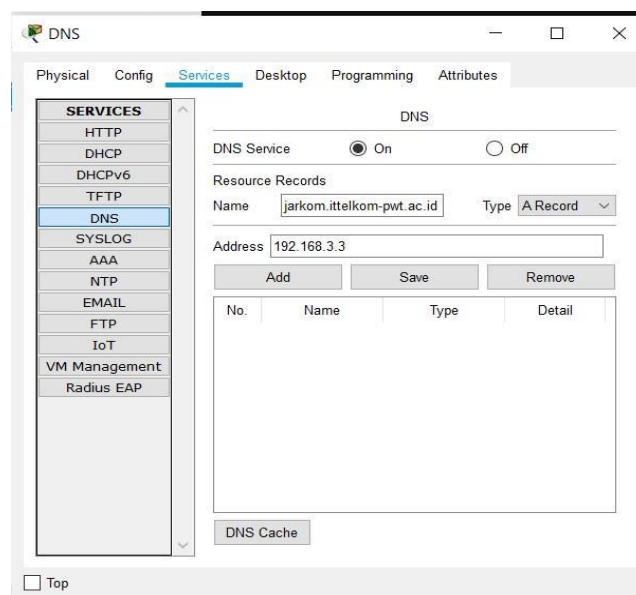 DNS
Physical Config Services Desktop Programming Attributes
SERVICES
HTTP
DHCP
DHCPv6
TFTP
DNS
SYSLOG
AAA
NTP
EMAIL
FTP
IoT
VM Management
Radius EAP
DNS
DNS Service On Off
Resource Records
Name jarkom.ittelkom-pwt.ac.id Type A Record
Address 192.168.3.3
Add Save Remove
No. Name Type Detail
DNS Cache
Top